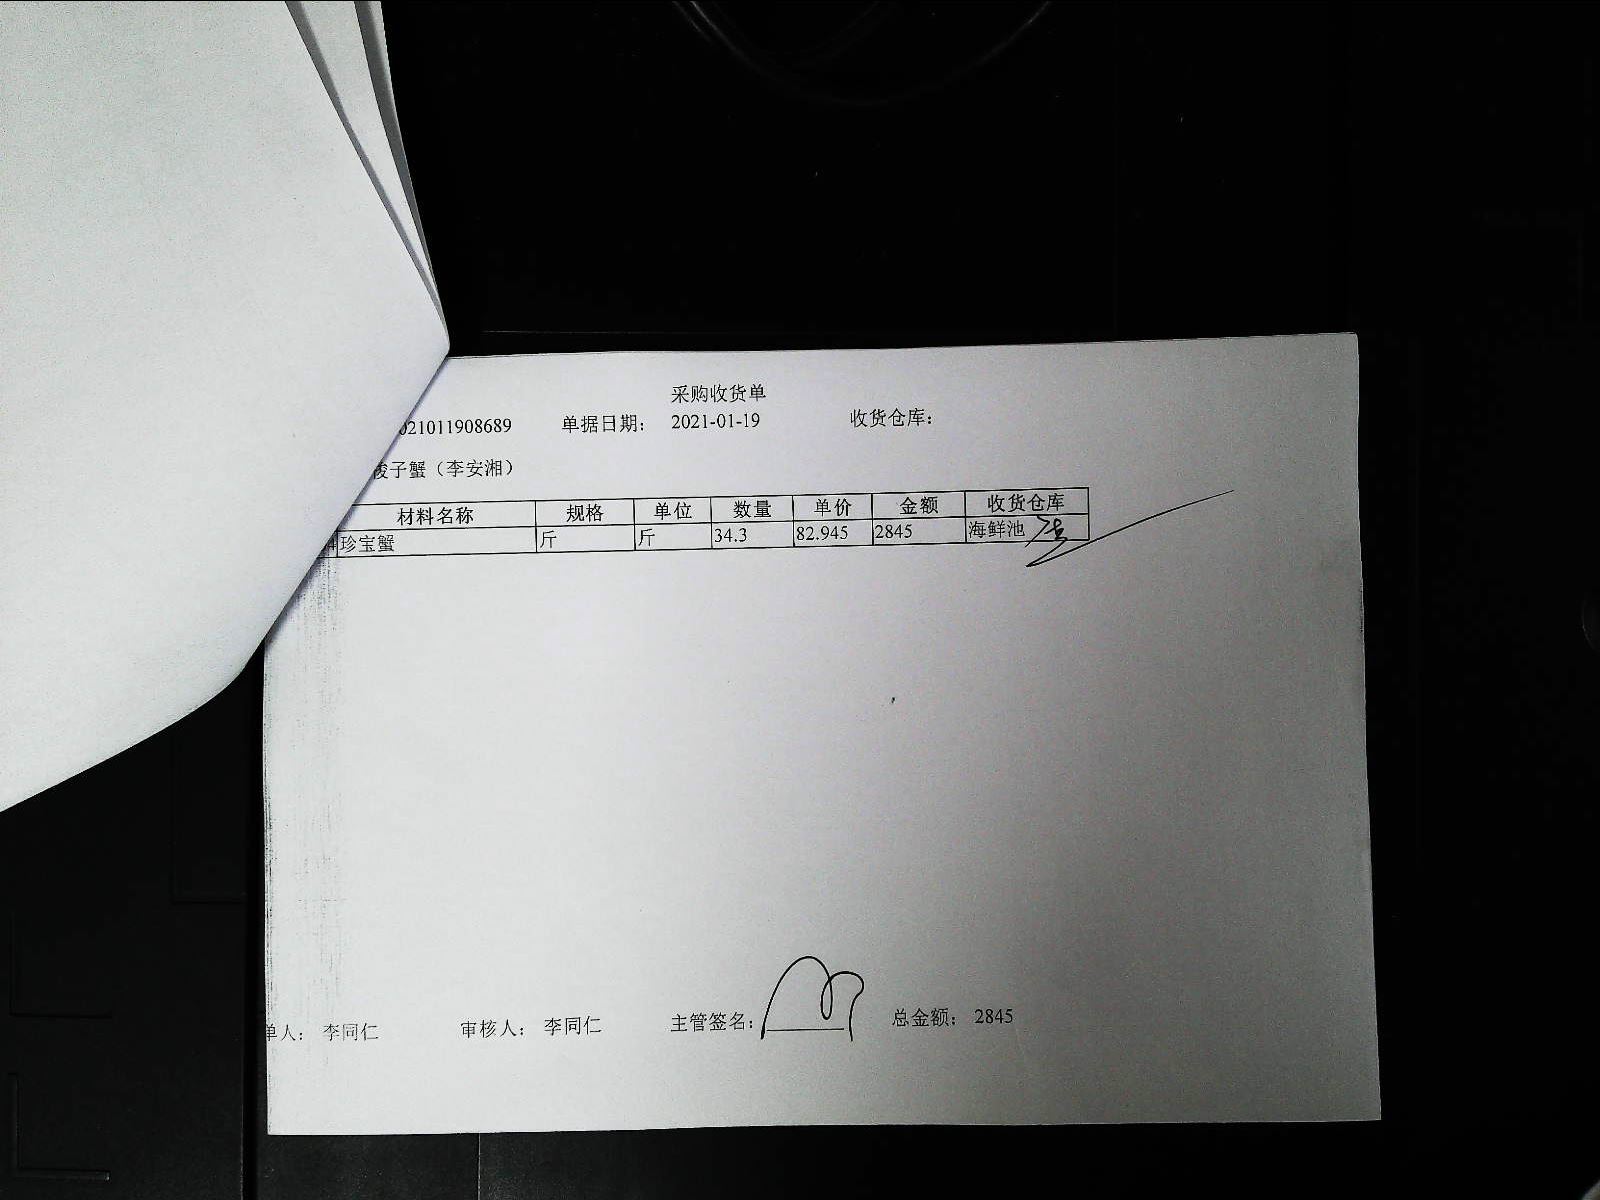 采购收货单
021011908689 单据日期： 2021-01-19 收货仓库：
梭子蟹（李安湘）
材料名称 规格 单位 数量 单价 金额 收货仓库
珍宝蟹 斤 斤 34.3 82.945 2845 海鲜池
单人： 李同仁 审核人： 李同仁 主管签名： 总金额： 2845